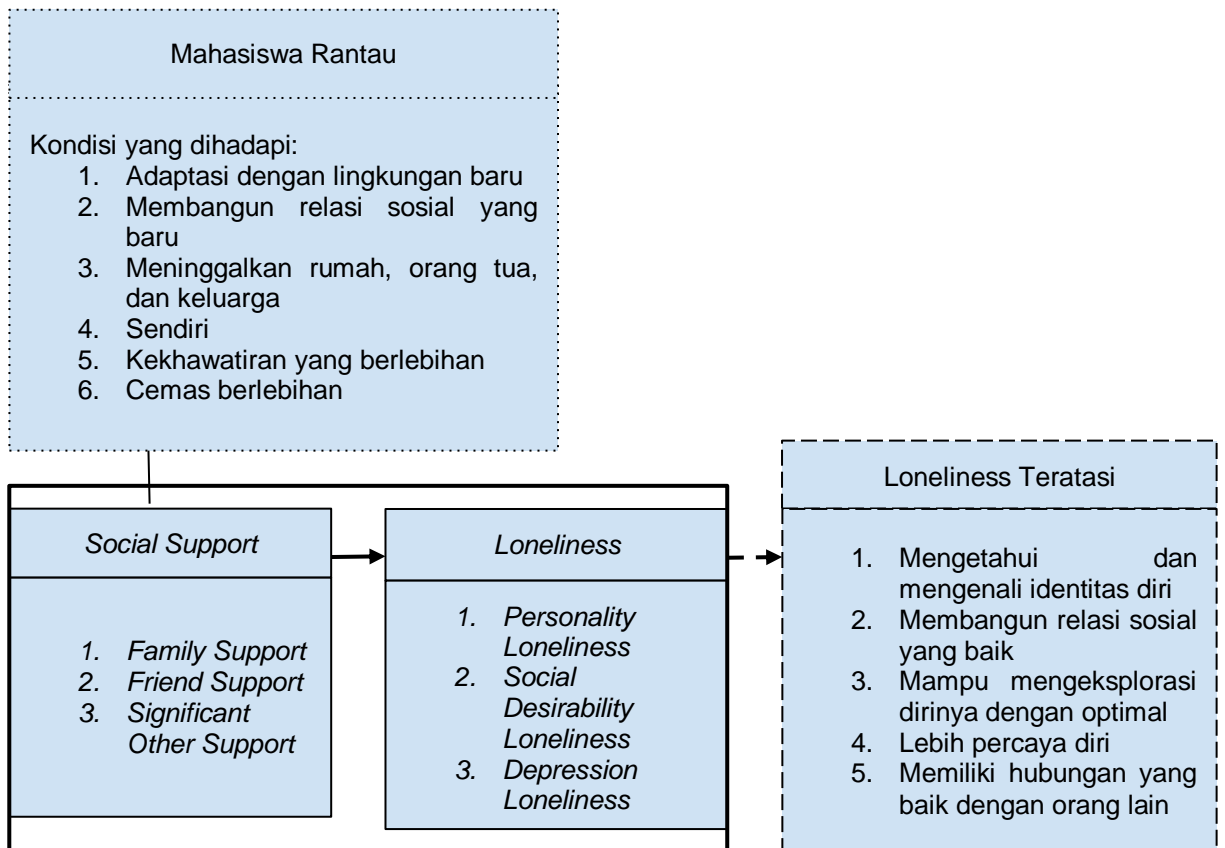 Mahasiswa Rantau
Kondisi yang dihadapi:
1. Adaptasi dengan lingkungan baru
2. Membangun relasi sosial yang
baru
3. Meninggalkan rumah, orang tua,
dan keluarga
4. Sendiri
5. Kekhawatiran yang berlebihan
6. Cemas berlebihan
Social Support
1. Family Support
2. Friend Support
3. Significant
Other Support
Loneliness
1. Personality
Loneliness
2. Social
Desirability
Loneliness
3. Depression
Loneliness
Loneliness Teratasi
1. Mengetahui dan
mengenali identitas diri
2. Membangun relasi sosial
yang baik
3. Mampu mengeksplorasi
dirinya dengan optimal
4. Lebih percaya diri
5. Memiliki hubungan yang
baik dengan orang lain